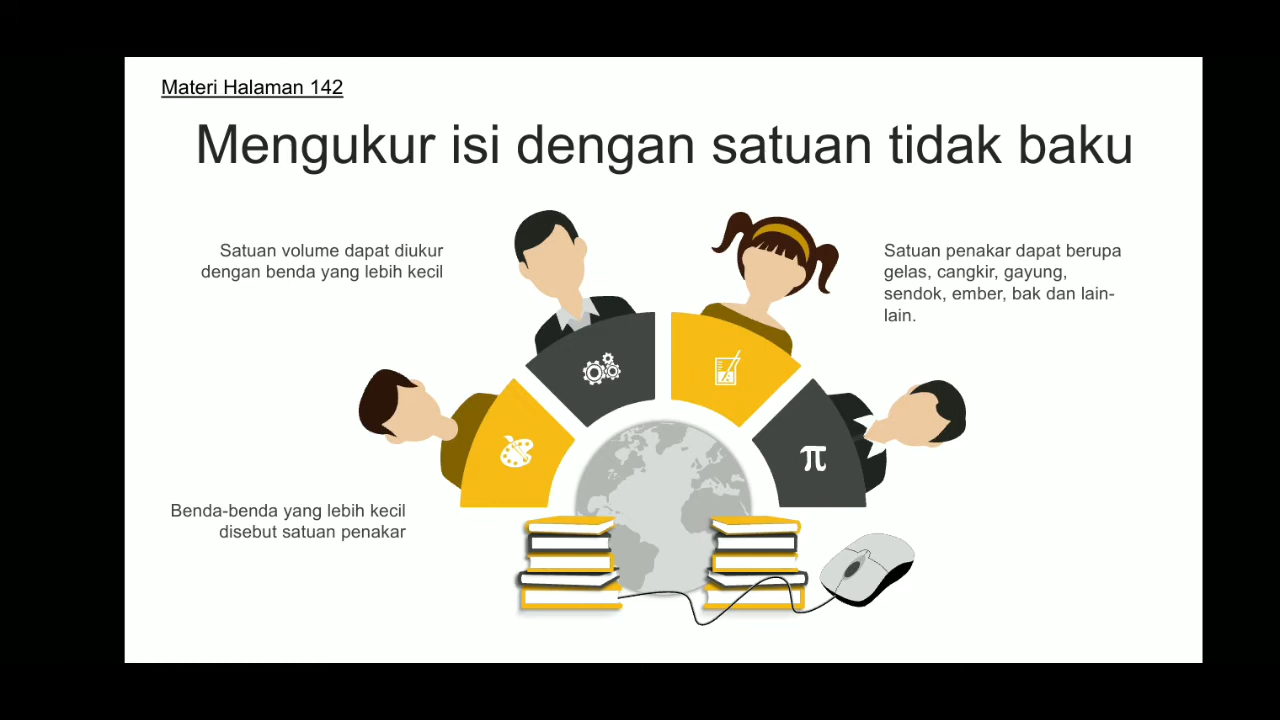 Materi Halaman 142
Mengukur isi dengan satuan tidak baku
Satuan volume dapat diukur
dengan benda yang lebih kecil
Satuan penakar dapat berupa
gelas, cangkir, gayung,
sendok, ember, bak dan lain-
lain.
π
Benda-benda yang lebih kecil
disebut satuan penakar